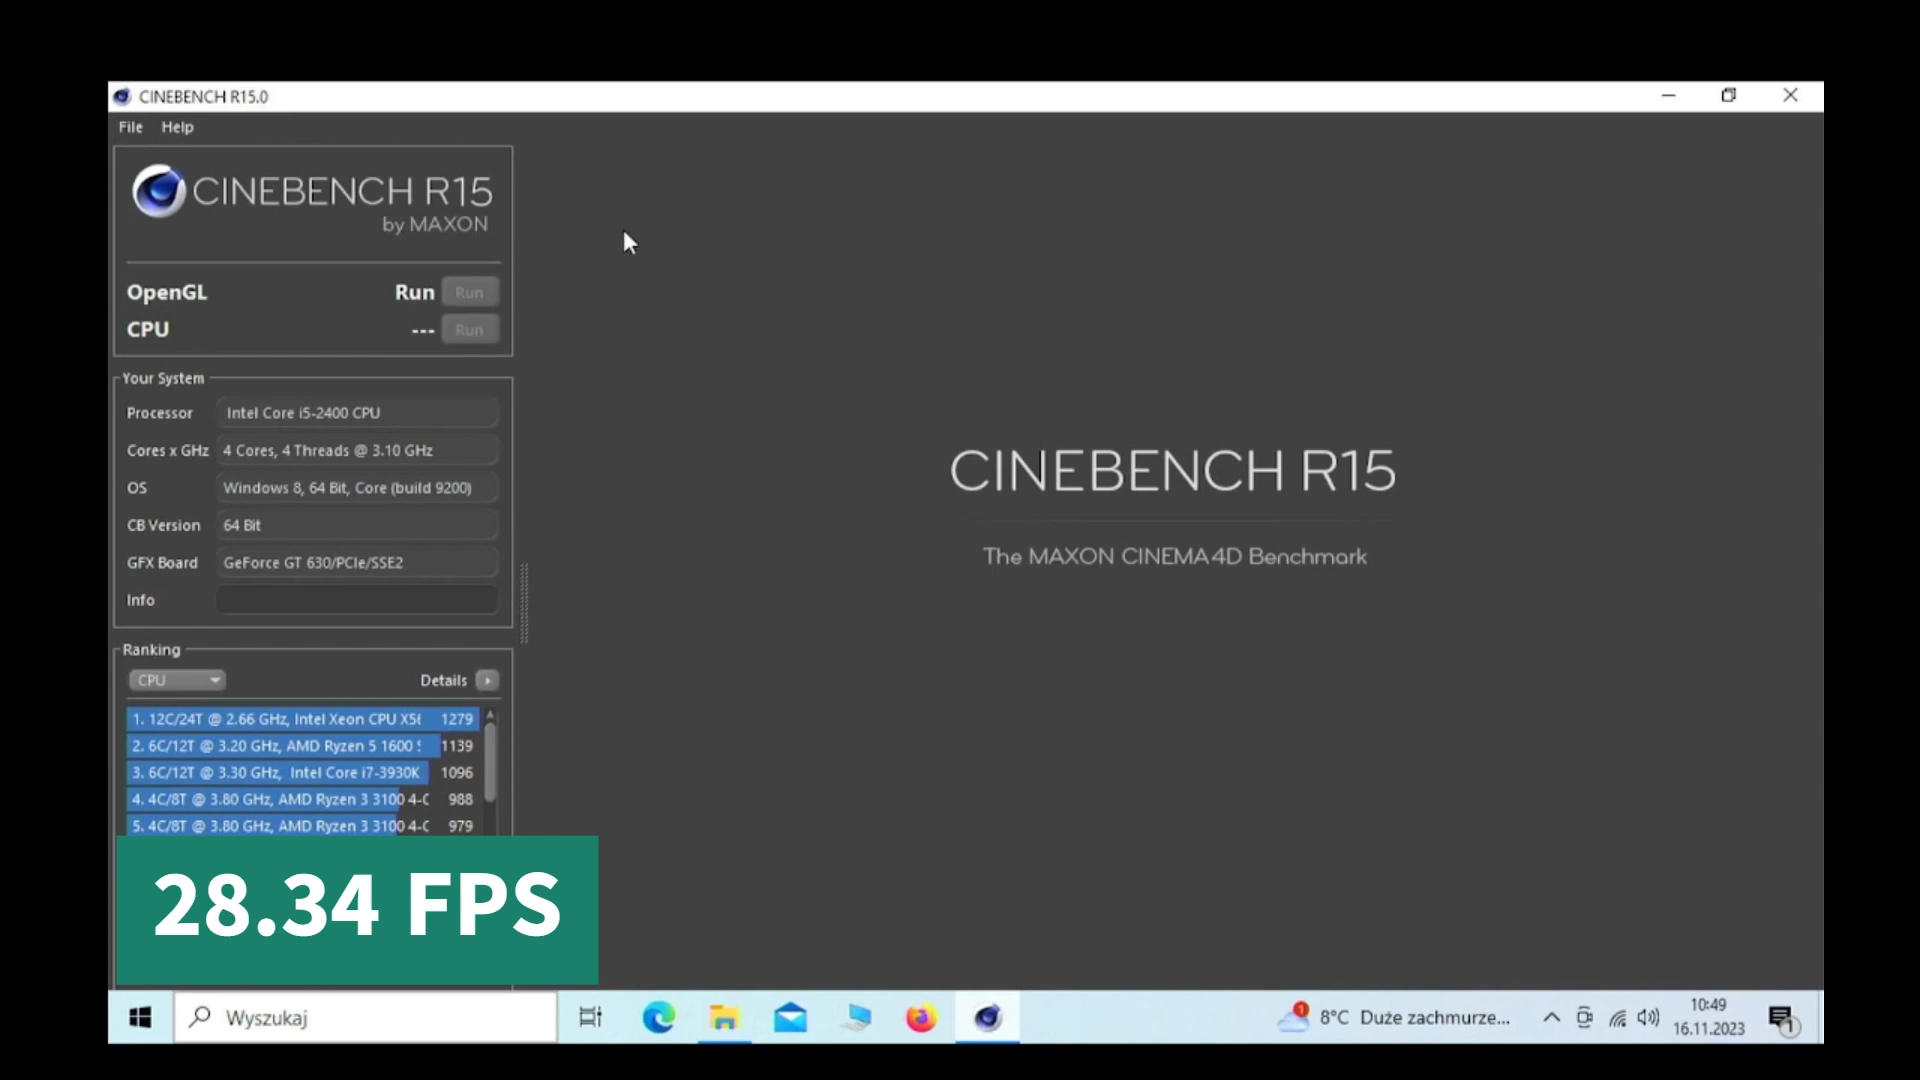 CINEBENCH R15.0
File Help
CINEBENCH R15
by MAXON
OpenGL Run Run
CPU --- Run
Your System
Processor Intel Core i5-2400 CPU
Cores x GHz 4 Cores, 4 Threads @ 3.10 GHz
OS Windows 8, 64 Bit, Core (build 9200)
CB Version 64 Bit
GFX Board GeForce GT 630/PCIe/SSE2
Info
Ranking
CPU Details
1. 12C/24T @ 2.66 GHz, Intel Xeon CPU X5 1279
2. 6C/12T @ 3.20 GHz, AMD Ryzen 5 1600 1139
3. 6C/12T @ 3.30 GHz, Intel Core i7-3930K 1096
4. 4C/8T @ 3.80 GHz, AMD Ryzen 3 3100 4-C 988
5. 4C/8T @ 3.80 GHz, AMD Ryzen 3 3100 4-C 979
28.34 FPS
CINEBENCH R15
The MAXON CINEMA4D Benchmark
Wyszukaj
1
8°C Duże zachmurze...
10:49
16.11.2023
1